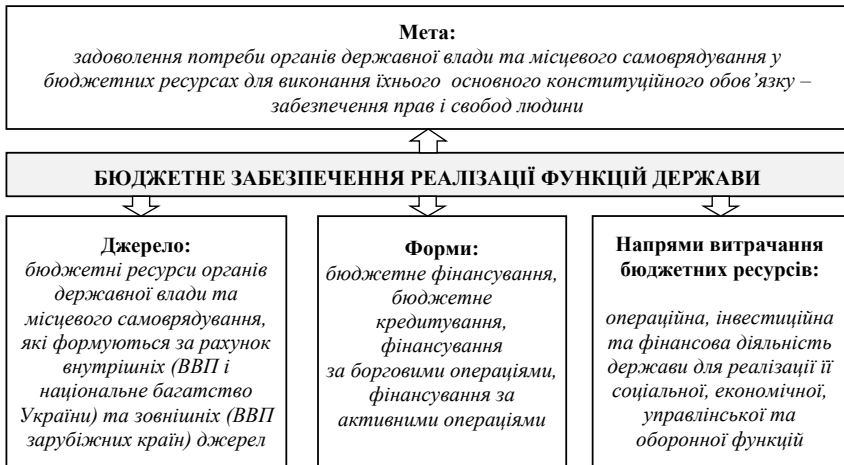 Мета:
задоволення потреби органів державної влади та місцевого самоврядування у
бюджетних ресурсах для виконання їхнього основного конституційного обов’язку –
забезпечення прав і свобод людини
БЮДЖЕТНЕ ЗАБЕЗПЕЧЕННЯ РЕАЛІЗАЦІЇ ФУНКЦІЙ ДЕРЖАВИ
Джерело:
бюджетні ресурси органів
державної влади та
місцевого самоврядування,
які формуються за рахунок
внутрішніх (ВВП і
національне багатство
України) та зовнішніх (ВВП
зарубіжних країн) джерел
Форми:
бюджетне фінансування,
бюджетне
кредитування,
фінансування
за борговими операціями,
фінансування за
активними операціями
Напрями витрачання
бюджетних ресурсів:
операційна, інвестиційна
та фінансова діяльність
держави для реалізації її
соціальної, економічної,
управлінської та
оборонної функцій